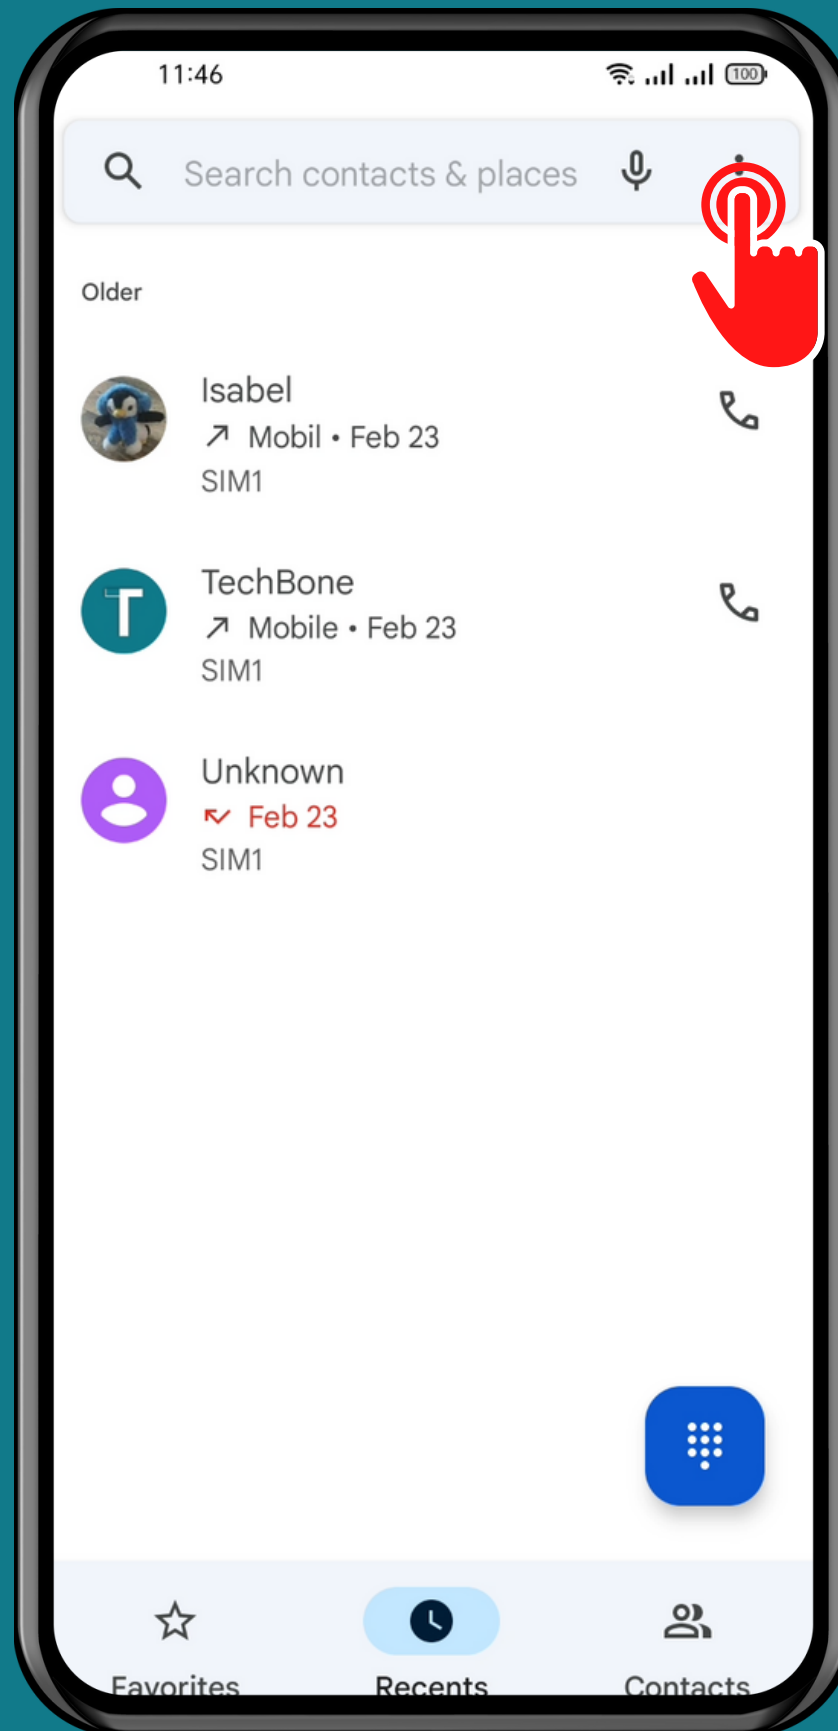 11:46
100
Search contacts & places
Older
Isabel
Mobil • Feb 23
SIM1
T
TechBone
Mobile • Feb 23
SIM1
Unknown
Feb 23
SIM1
Favorites Recents Contacts